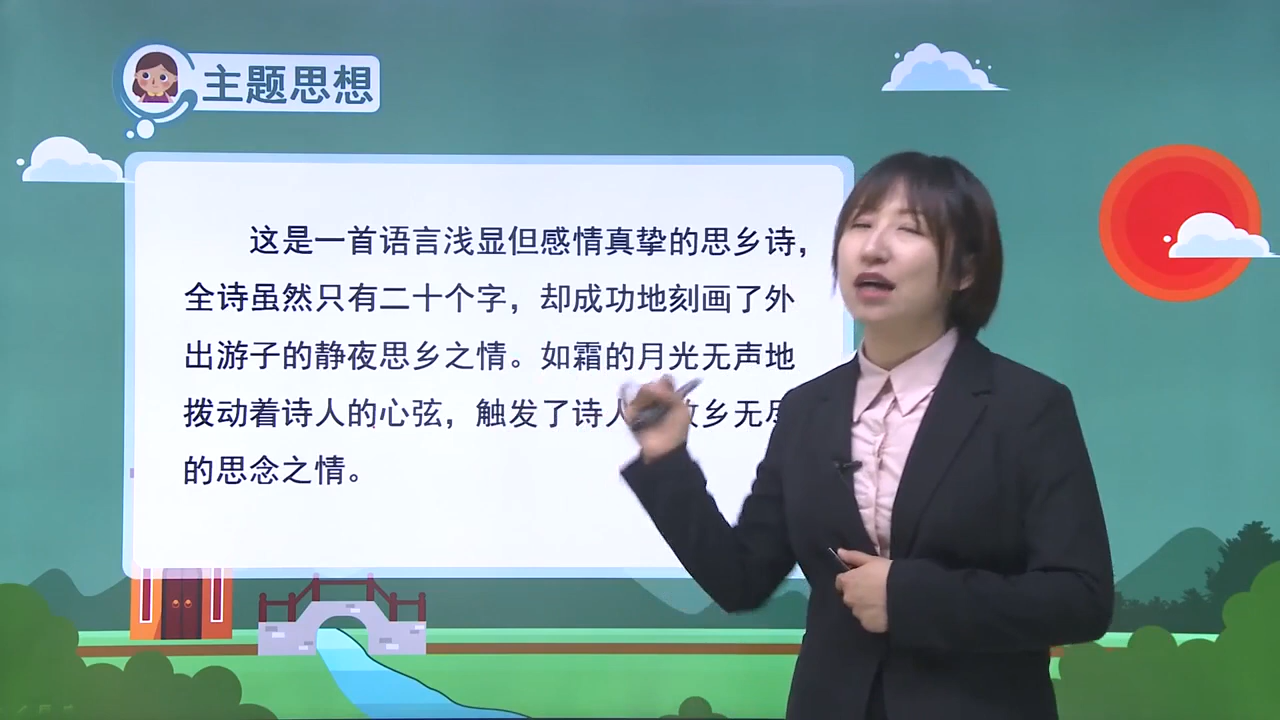 主题思想
这是一首语言浅显但感情真挚的思乡诗，
全诗虽然只有二十个字，却成功地刻画了外
出游子的静夜思乡之情。如霜的月光无声地
拨动着诗人的心弦，触发了诗人 故乡无尽
的思念之情。